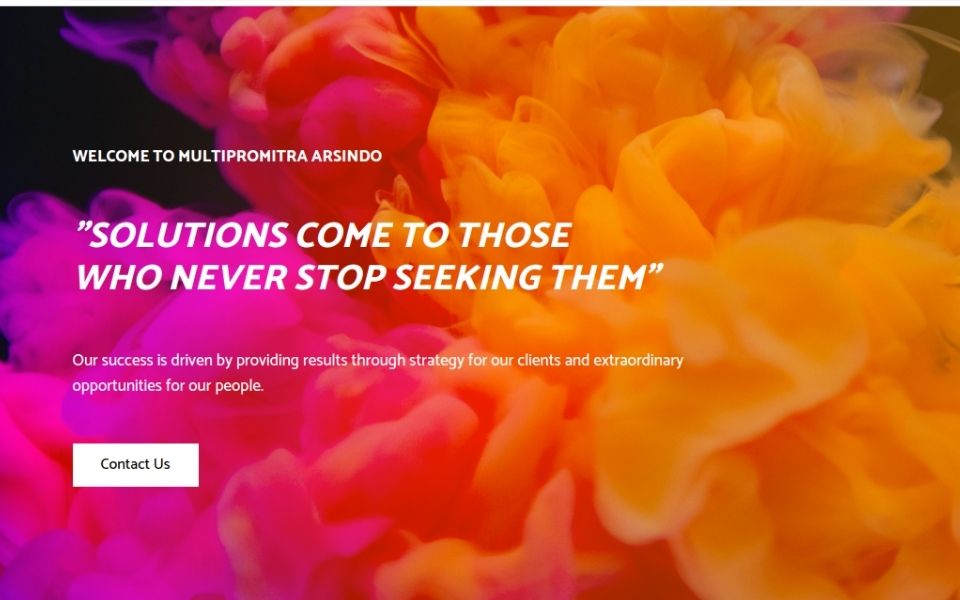 WELCOME TO MULTIPROMITRA ARSINDO
”SOLUTIONS COME TO THOSE
WHO NEVER STOP SEEKING THEM”
Our success is driven by providing results through strategy for our clients and extraordinary
opportunities for our people.
Contact Us